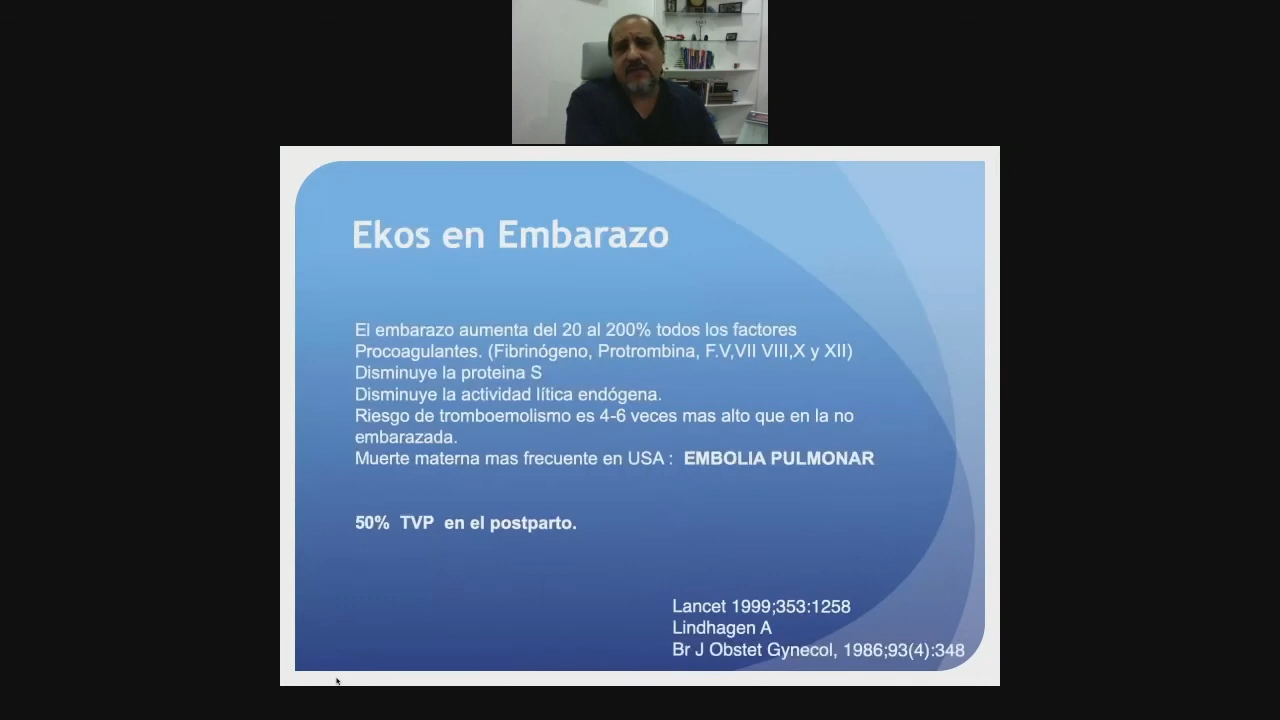 Ekos en Embarazo
El embarazo aumenta del 20 al 200% todos los factores
Procoagulantes. (Fibrinógeno, Protrombina, F.V,VII VIII,X y XII)
Disminuye la proteina S
Disminuye la actividad lítica endógena.
Riesgo de tromboemolismo es 4-6 veces mas alto que en la no
embarazada.
Muerte materna mas frecuente en USA : EMBOLIA PULMONAR
50% TVP en el postparto.
Lancet 1999;353:1258
Lindhagen A
Br J Obstet Gynecol, 1986;93(4):348